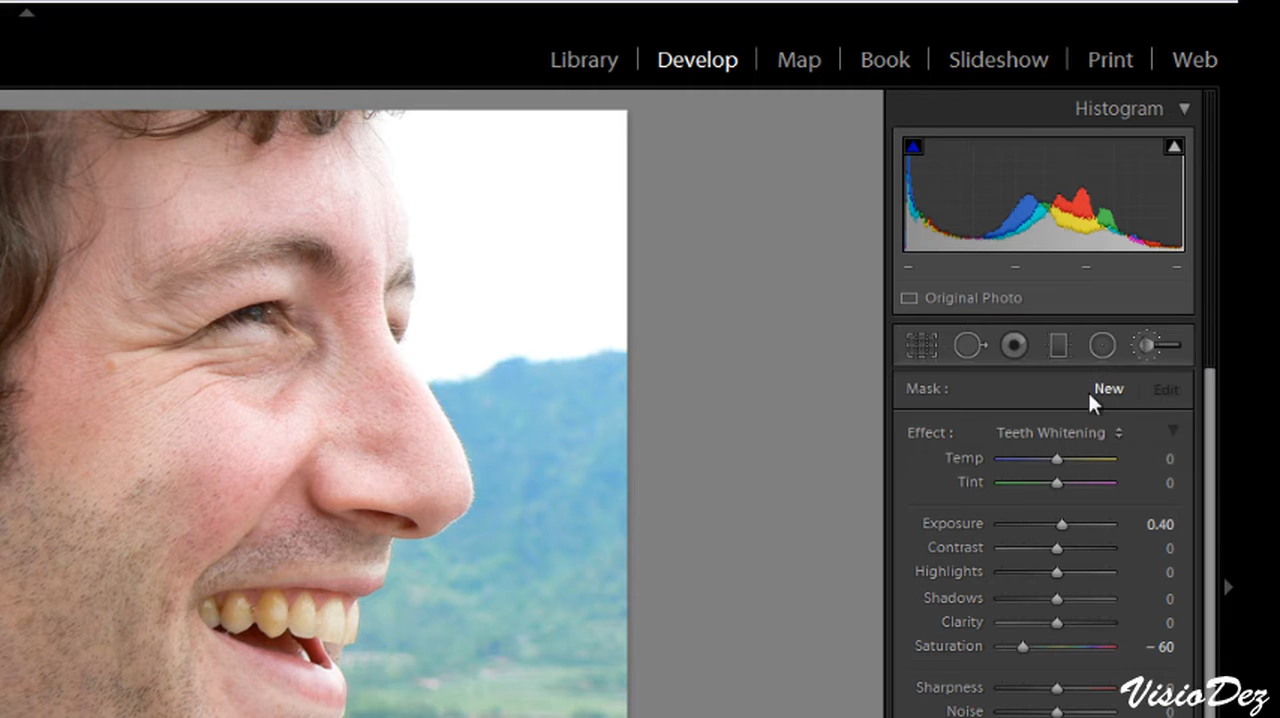 Library | Develop | Map | Book | Slideshow | Print | Web
Histogram
Original Photo
Mask : New | Edit
Effect : Teeth Whitening
Temp 0
Tint 0
Exposure 0.40
Contrast 0
Highlights 0
Shadows 0
Clarity 0
Saturation – 60
Sharpness
Noise
VisioDez